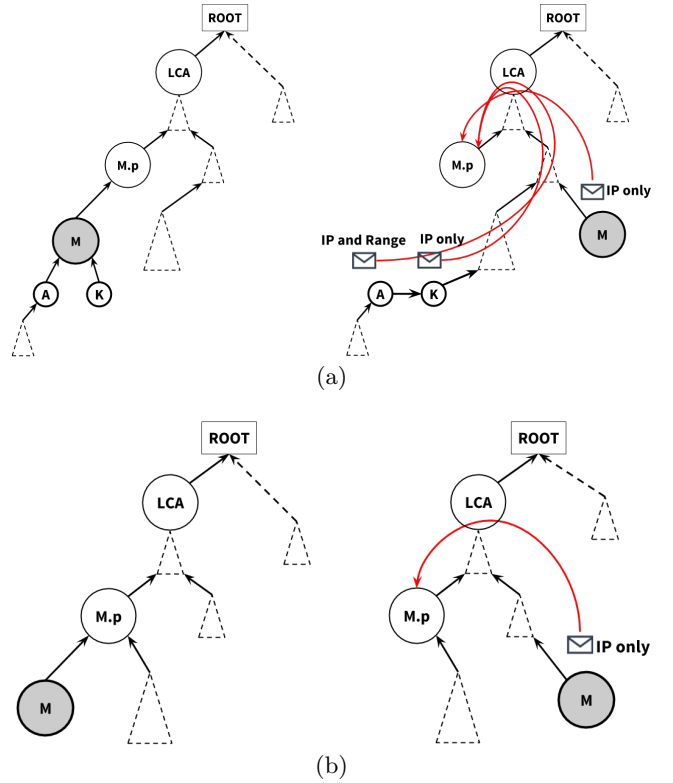 ROOT
LCA
M.p
M
A
K
ROOT
LCA
M.p
IP only
M
IP and Range
IP only
A
K
(a)
ROOT
LCA
M.p
M
ROOT
LCA
M.p
IP only
M
(b)